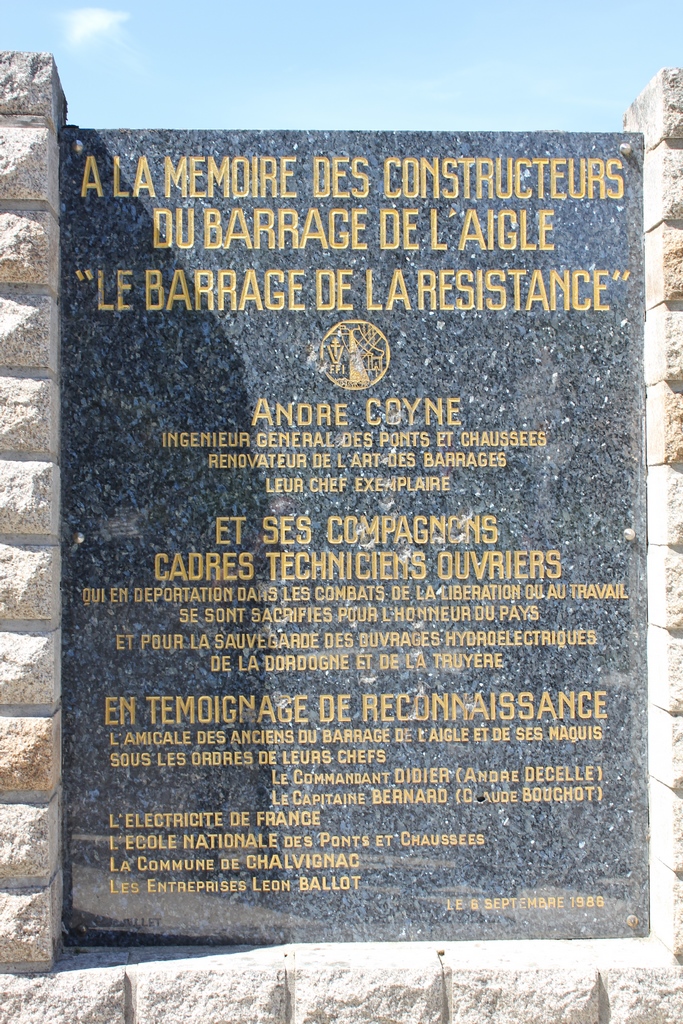 A LA MEMOIRE DES CONSTRUCTEURS
DU BARRAGE DE L'AIGLE
"LE BARRAGE DE LA RESISTANCE"
FFI
ANDRE COYNE
INGENIEUR GENERAL DES PONTS ET CHAUSSEES
RENOVATEUR DE L'ART DES BARRAGES
LEUR CHEF EXEMPLAIRE
ET SES COMPAGNONS
CADRES TECHNICIENS OUVRIERS
QUI EN DEPORTATION DANS LES COMBATS DE LA LIBERATION OU AU TRAVAIL
SE SONT SACRIFIES POUR L'HONNEUR DU PAYS
ET POUR LA SAUVEGARDE DES OUVRAGES HYDROELECTRIQUES
DE LA DORDOGNE ET DE LA TRUYERE
EN TEMOIGNAGE DE RECONNAISSANCE
L'AMICALE DES ANCIENS DU BARRAGE DE L'AIGLE ET DE SES MAQUIS
SOUS LES ORDRES DE LEURS CHEFS
LE COMMANDANT DIDIER (ANDRE DECELLE)
LE CAPITAINE BERNARD (CLAUDE BOUCHOT)
L'ELECTRICITE DE FRANCE
L'ECOLE NATIONALE DES PONTS ET CHAUSSEES
LA COMMUNE DE CHALVIGNAC
LES ENTREPRISES LEON BALLOT
LE 6 SEPTEMBRE 1986